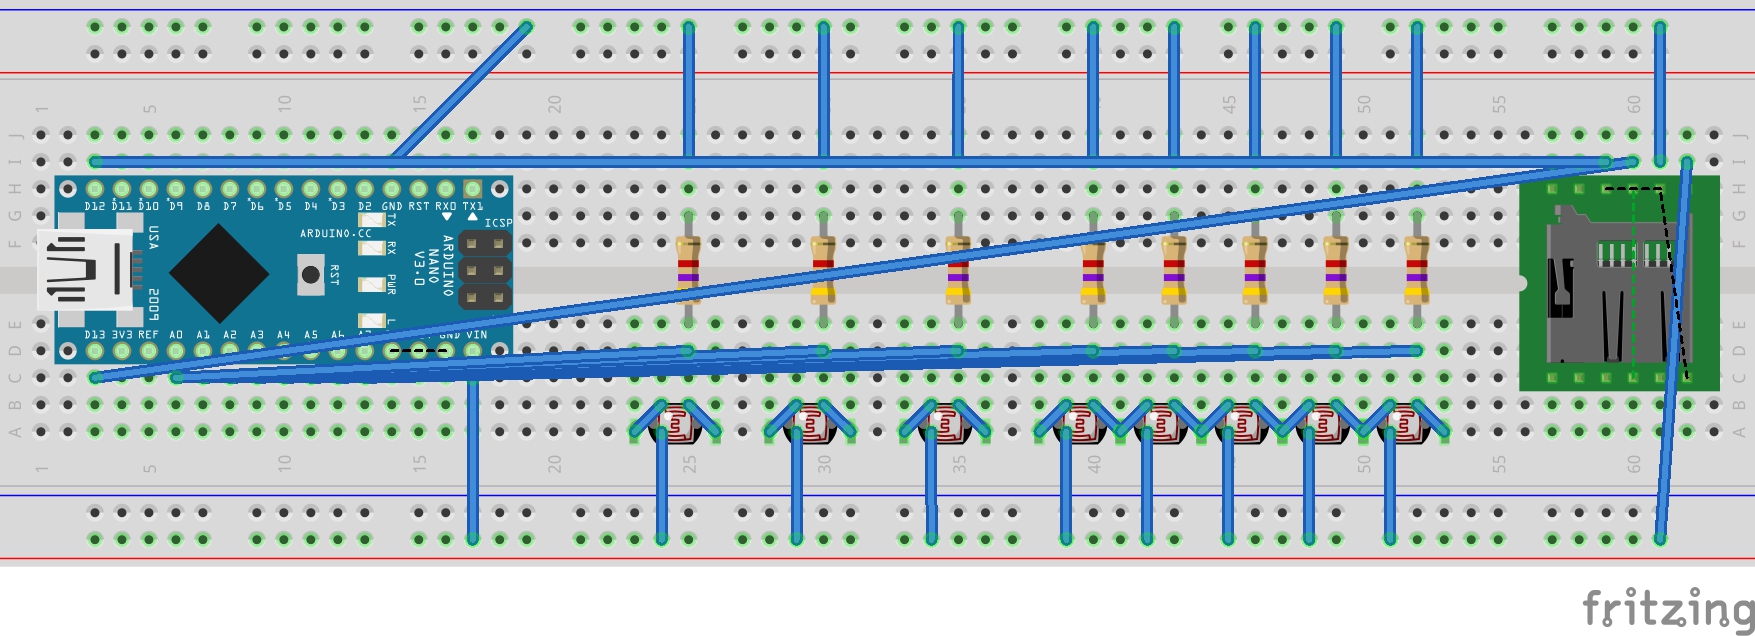 1 5 10 15 20 45 50 55 60
J J
I I
H H
G G
F F
D12 D11 D10 D9 D8 D7 D6 D5 D4 D3 D2 GND RST RX0 TX1
ICSP
TX
ARDUINO.CC
RX
USA
RST
ARDUINO
NANO
V3.0
PWR
2009
L
D13 3V3 REF A0 A1 A2 A3 A4 A5 A6 GND VIN
E E
D D
C C
B B
A A
1 5 10 15 20 25 30 35 40 50 55 60
fritzing